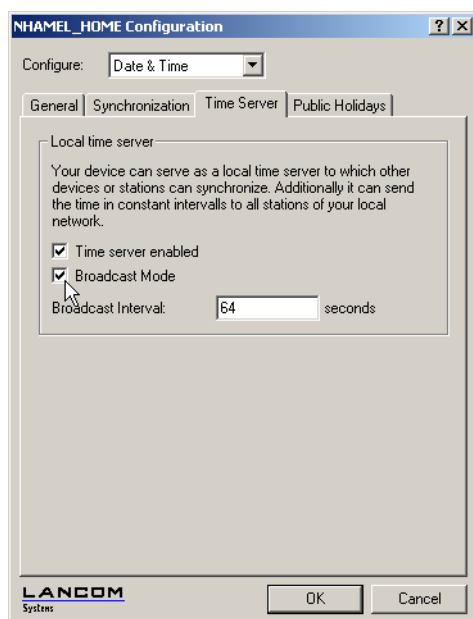 NHAMEL_HOME Configuration
Configure: Date & Time
General Synchronization Time Server Public Holidays
Local time server
Your device can serve as a local time server to which other
devices or stations can synchronize. Additionally it can send
the time in constant intervalls to all stations of your local
network.
Time server enabled
Broadcast Mode
Broadcast Interval: 64 seconds
LANCOM
Systems
OK Cancel